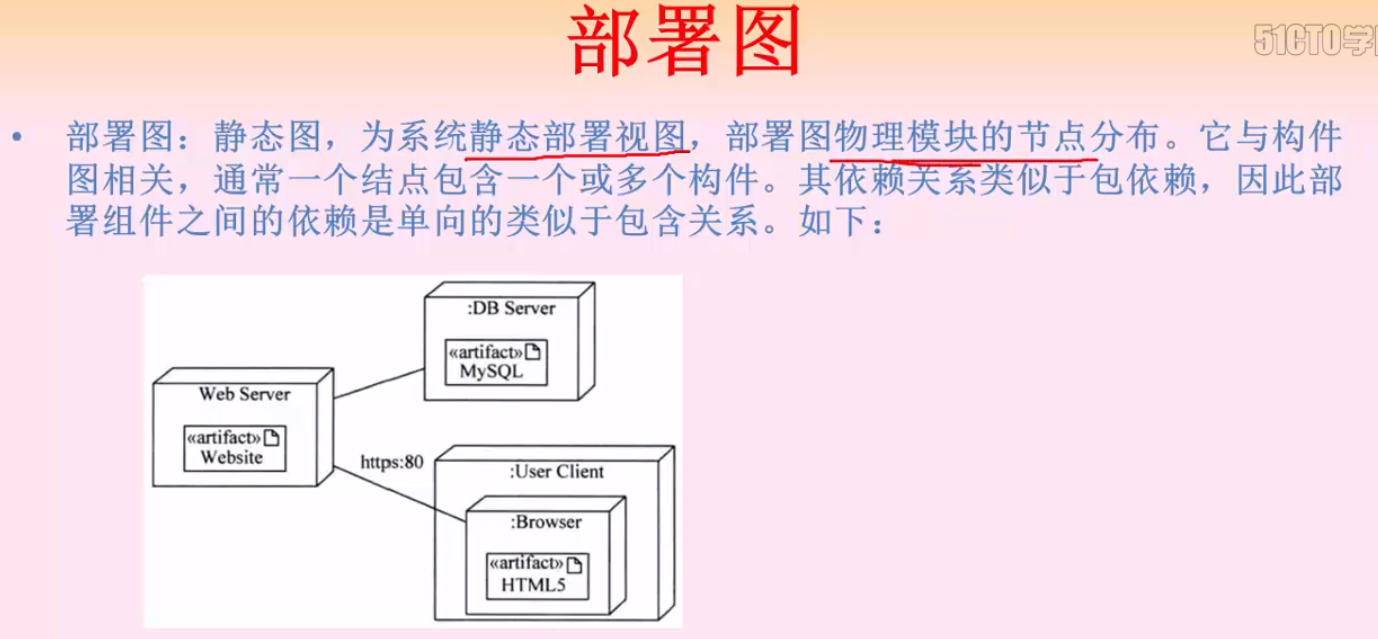 部署图
51CTO学
• 部署图：静态图，为系统静态部署视图，部署图物理模块的节点分布。它与构件
图相关，通常一个结点包含一个或多个构件。其依赖关系类似于包依赖，因此部
署组件之间的依赖是单向的类似于包含关系。如下：
:DB Server
«artifact»
MySQL
Web Server
«artifact»
Website
https:80
:User Client
:Browser
«artifact»
HTML5